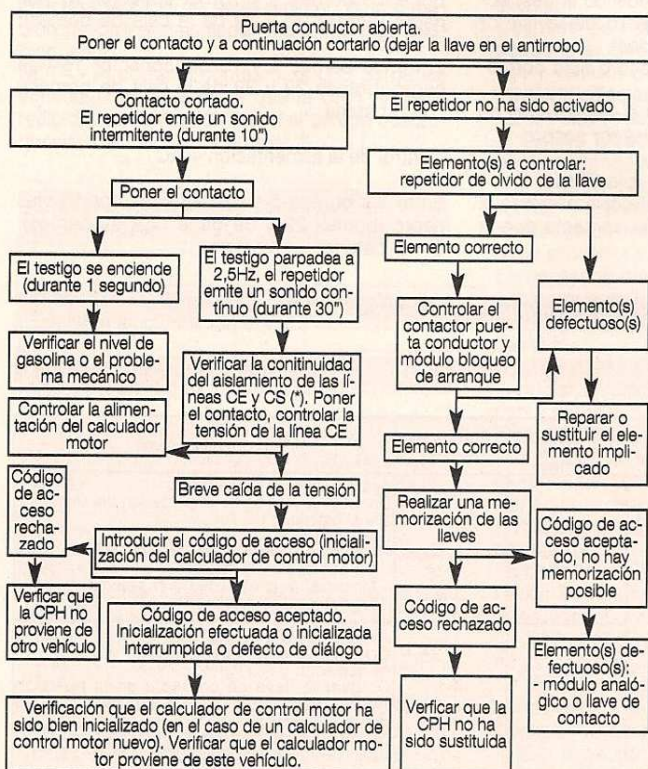 Puerta conductor abierta.
Poner el contacto y a continuación cortarlo (dejar la llave en el antirrobo)
Contacto cortado.
El repetidor emite un sonido
intermitente (durante 10”)
El repetidor no ha sido activado
Elemento(s) a controlar:
repetidor de olvido de la llave
Poner el contacto
Elemento correcto
El testigo se enciende
(durante 1 segundo)
El testigo parpadea a
2,5Hz, el repetidor
emite un sonido con-
tínuo (durante 30”)
Controlar el
contactor puer-
ta conductor y
módulo bloqueo
de arranque
Elemento(s)
defectuoso(s)
Verificar el nivel de
gasolina o el proble-
ma mecánico
Verificar la conitinuidad
del aislamiento de las lí-
neas CE y CS (*). Poner
el contacto, controlar la
tensión de la línea CE
Controlar la alimen-
tación del calculador
motor
Reparar o
sustituir el ele-
mento impli-
cado
Elemento correcto
Código
de ac-
ceso
recha-
zado
Breve caída de la tensión
Realizar una me-
morización de las
llaves
Código de ac-
ceso acepta-
do, no hay
memorización
posible
Introducir el código de acceso (inicia-
lización del calculador de control motor)
Verficar que
la CPH no
proviene de
otro vehículo
Código de acceso aceptado.
Inicialización efectuada o inicializada
interrumpida o defecto de diálogo
Código de ac-
ceso rechazado
Elemento(s) de-
fectuoso(s):
- módulo analó-
gico o llave de
contacto
Verificación que el calculador de control motor ha
sido bien inicializado (en el caso de un calculador de
control motor nuevo). Verificar que el calculador mo-
tor proviene de este vehículo.
Verficar que la
CPH no ha
sido sustituida